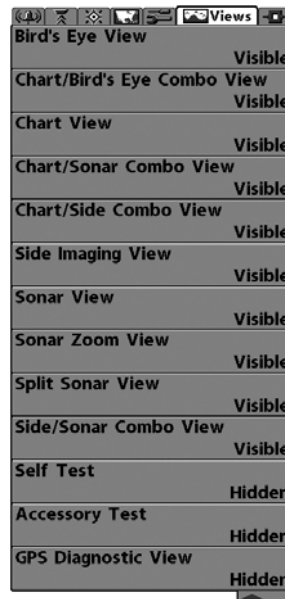 Views
Bird's Eye View
Visible
Chart/Bird's Eye Combo View
Visible
Chart View
Visible
Chart/Sonar Combo View
Visible
Chart/Side Combo View
Visible
Side Imaging View
Visible
Sonar View
Visible
Sonar Zoom View
Visible
Split Sonar View
Visible
Side/Sonar Combo View
Visible
Self Test
Hidden
Accessory Test
Hidden
GPS Diagnostic View
Hidden